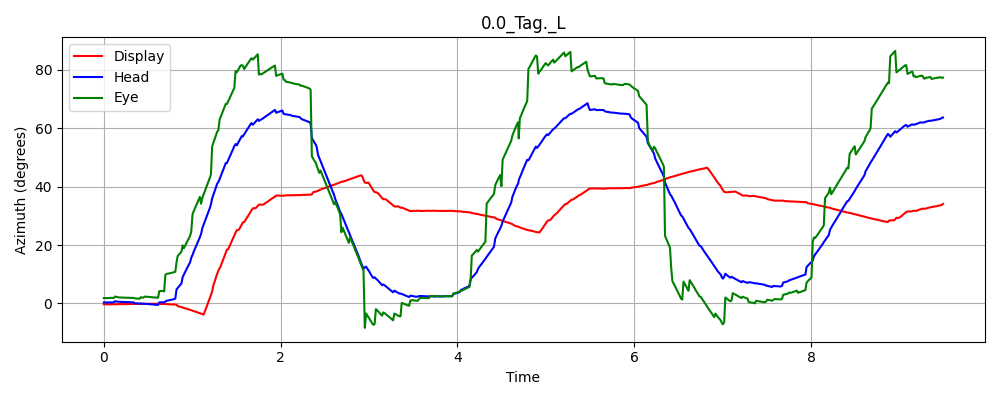 0.0_Tag._L
Display
Head
Eye
Azimuth (degrees)
80
60
40
20
0
0 2 4 6 8
Time